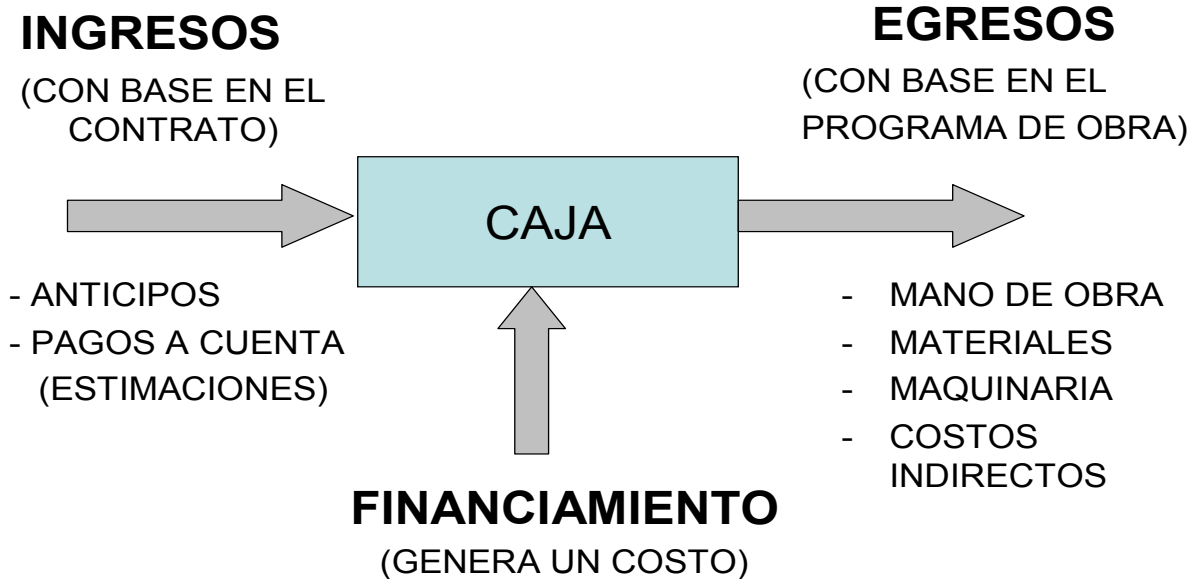 INGRESOS
(CON BASE EN EL
CONTRATO)
EGRESOS
(CON BASE EN EL
PROGRAMA DE OBRA)
CAJA
- ANTICIPOS
- PAGOS A CUENTA
(ESTIMACIONES)
- MANO DE OBRA
- MATERIALES
- MAQUINARIA
- COSTOS
INDIRECTOS
FINANCIAMIENTO
(GENERA UN COSTO)